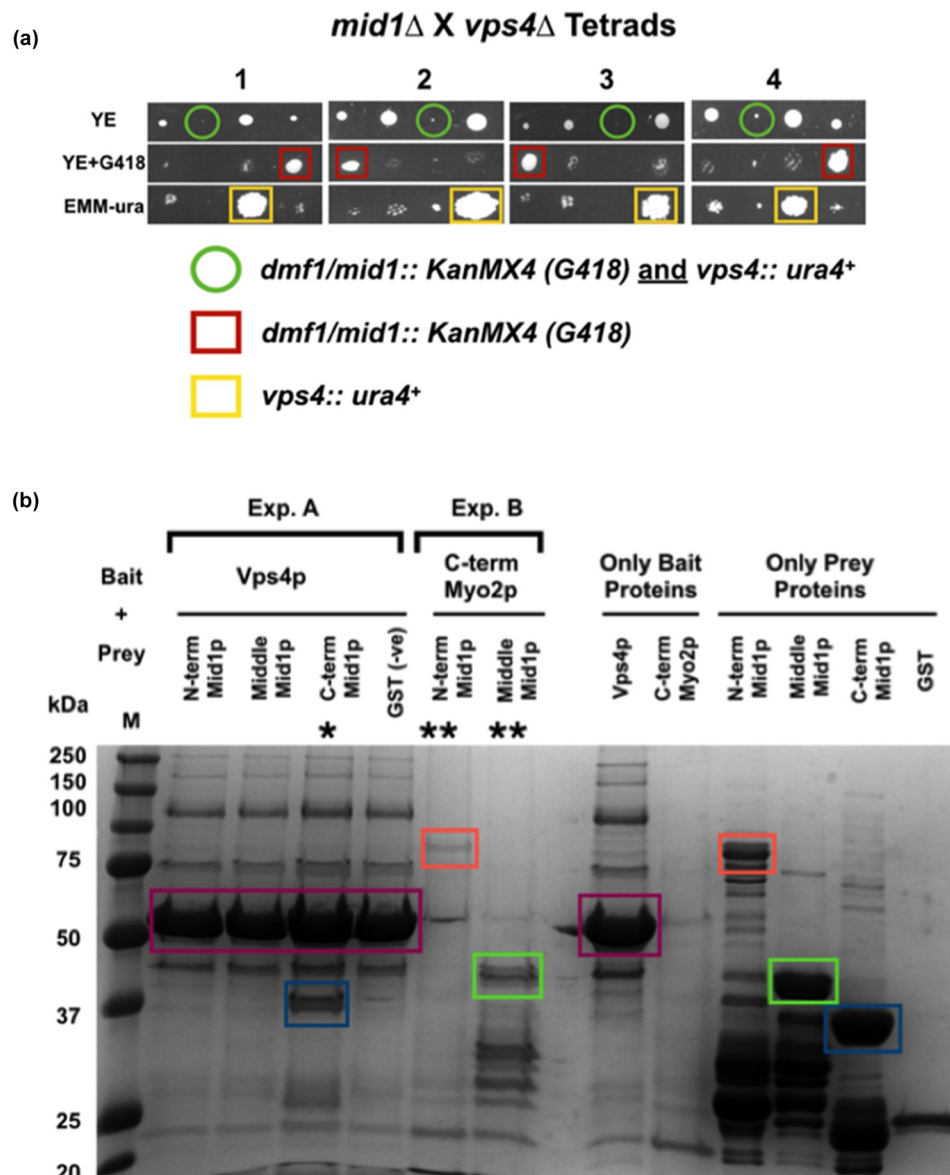 (a)
mid1Δ X vps4Δ Tetrads
1 2 3 4
YE
YE+G418
EMM-ura
dmf1/mid1:: KanMX4 (G418) and vps4:: ura4⁺
dmf1/mid1:: KanMX4 (G418)
vps4:: ura4⁺
(b)
Exp. A
Exp. B
Bait
+
Prey
Vps4p
C-term
Myo2p
Only Bait
Proteins
Only Prey
Proteins
N-term
Mid1p
Middle
Mid1p
C-term
Mid1p
GST (-ve)
N-term
Mid1p
Middle
Mid1p
Vps4p
C-term
Myo2p
N-term
Mid1p
Middle
Mid1p
C-term
Mid1p
GST
* ** **
kDa
M
250
150
100
75
50
37
25
20